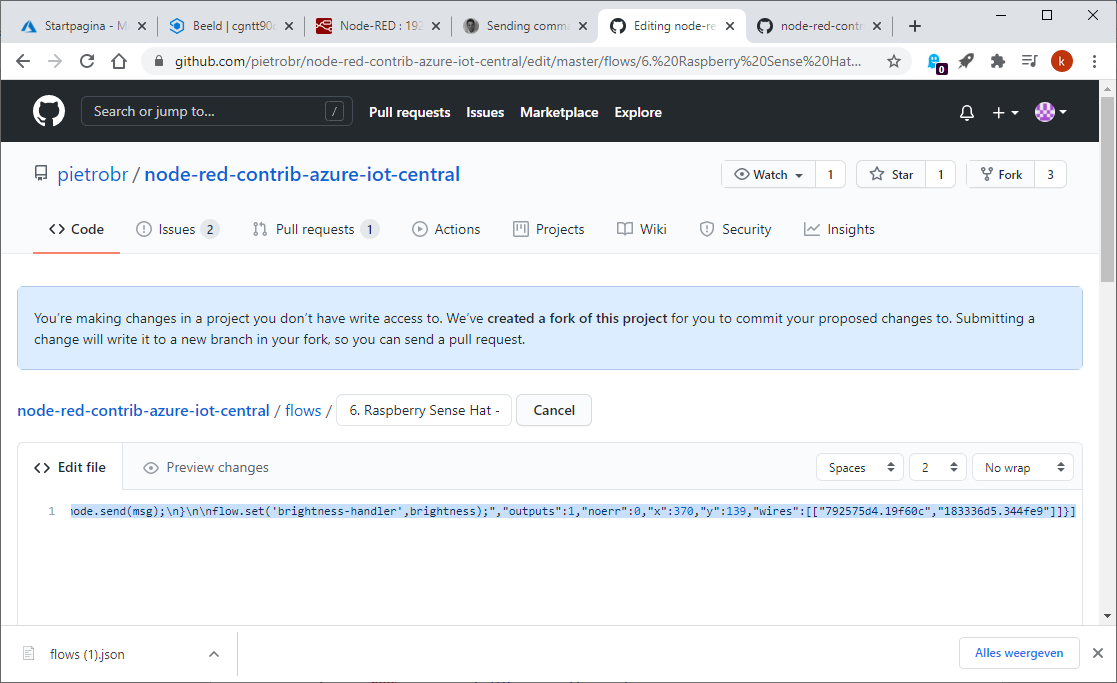 Startpagina - M
Beeld | cgntt90
Node-RED : 192
Sending comma
Editing node-re
node-red-contr
github.com/pietrobr/node-red-contrib-azure-iot-central/edit/master/flows/6.%20Raspberry%20Sense%20Hat...
0
k
Search or jump to...
/
Pull requests
Issues
Marketplace
Explore
pietrobr / node-red-contrib-azure-iot-central
Watch
1
Star
1
Fork
3
Code
Issues 2
Pull requests 1
Actions
Projects
Wiki
Security
Insights
You're making changes in a project you don't have write access to. We've created a fork of this project for you to commit your proposed changes to. Submitting a
change will write it to a new branch in your fork, so you can send a pull request.
node-red-contrib-azure-iot-central / flows / 6. Raspberry Sense Hat -
Cancel
<> Edit file
Preview changes
Spaces
2
No wrap
1 node.send(msg);\n}\n\nflow.set('brightness-handler',brightness);","outputs":1,"noerr":0,"x":370,"y":139,"wires":[["792575d4.19f60c","183336d5.344fe9"]]}]
flows (1).json
Alles weergeven